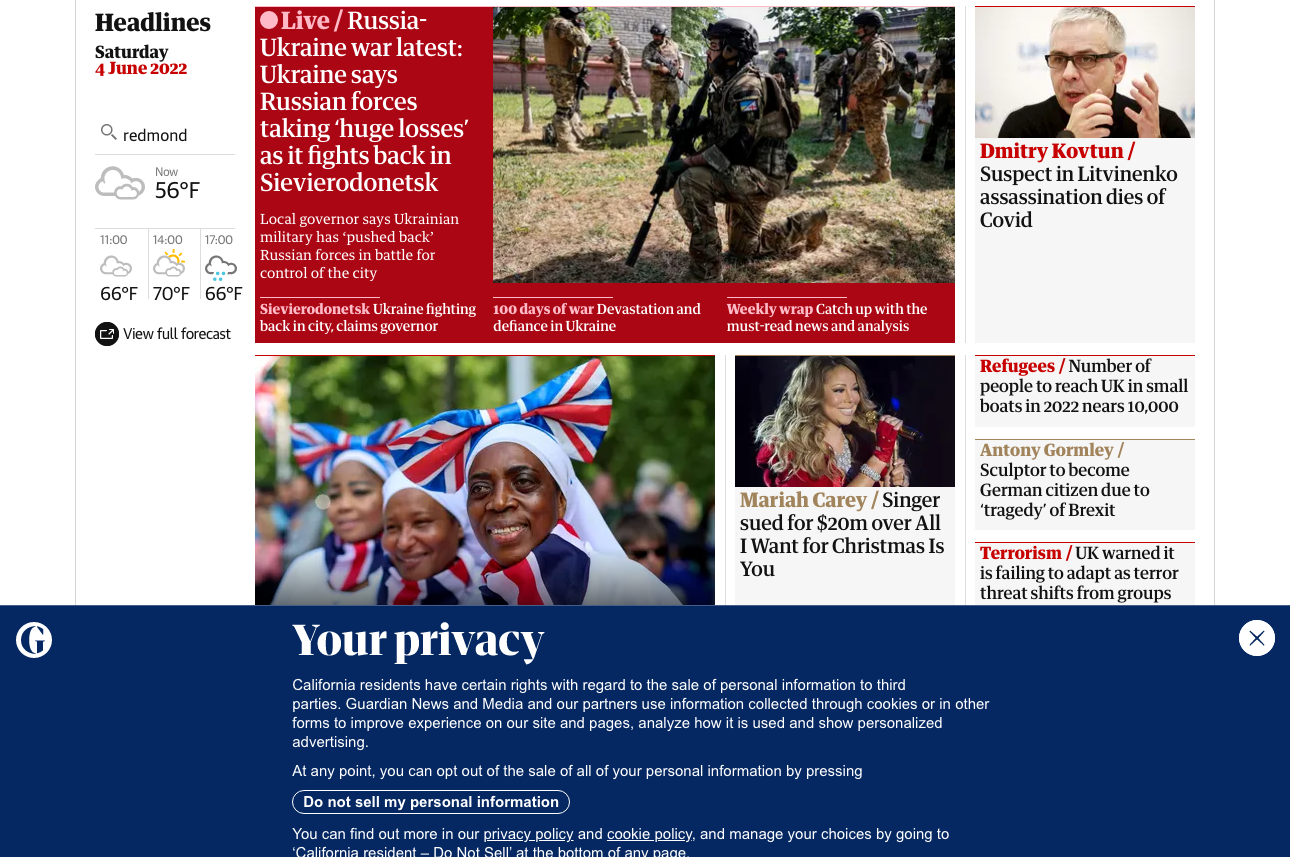 Headlines
Saturday
4 June 2022
redmond
Now
56°F
11:00
14:00
17:00
66°F
70°F
66°F
View full forecast
Live / Russia-
Ukraine war latest:
Ukraine says
Russian forces
taking ‘huge losses’
as it fights back in
Sievierodonetsk
Local governor says Ukrainian
military has ‘pushed back’
Russian forces in battle for
control of the city
Sievierodonetsk Ukraine fighting
back in city, claims governor
100 days of war Devastation and
defiance in Ukraine
Weekly wrap Catch up with the
must-read news and analysis
Dmitry Kovtun /
Suspect in Litvinenko
assassination dies of
Covid
Mariah Carey / Singer
sued for $20m over All
I Want for Christmas Is
You
Refugees / Number of
people to reach UK in small
boats in 2022 nears 10,000
Antony Gormley /
Sculptor to become
German citizen due to
‘tragedy’ of Brexit
Terrorism / UK warned it
is failing to adapt as terror
threat shifts from groups
Your privacy
California residents have certain rights with regard to the sale of personal information to third
parties. Guardian News and Media and our partners use information collected through cookies or in other
forms to improve experience on our site and pages, analyze how it is used and show personalized
advertising.
At any point, you can opt out of the sale of all of your personal information by pressing
Do not sell my personal information
You can find out more in our privacy policy and cookie policy, and manage your choices by going to
‘California resident – Do Not Sell’ at the bottom of any page.